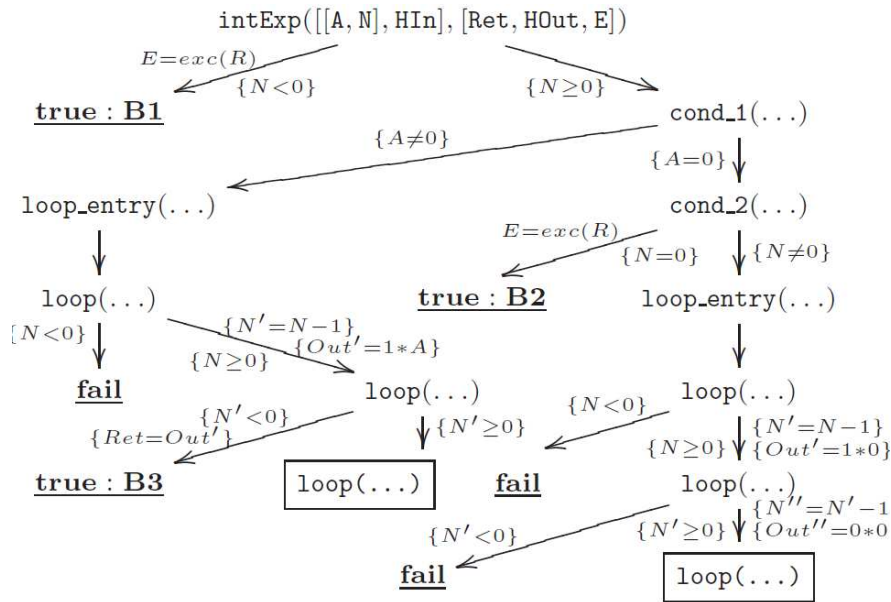 intExp([[A, N], HIn], [Ret, HOut, E])
E=exc(R)
{N<0}
{N≥0}
true : B1
cond_1(...)
{A≠0}
{A=0}
loop_entry(...)
cond_2(...)
E=exc(R)
{N=0}
{N≠0}
loop(...)
true : B2
loop_entry(...)
{N<0}
{N'=N−1}
{N≥0}
{Out'=1*A}
fail
loop(...)
loop(...)
{N'<0}
{Ret=Out'}
{N'≥0}
{N<0}
{N'=N−1}
{N≥0}
{Out'=1*0}
true : B3
loop(...)
fail
loop(...)
{N'<0}
{N'≥0}
{N''=N'−1
{Out''=0*0
fail
loop(...)